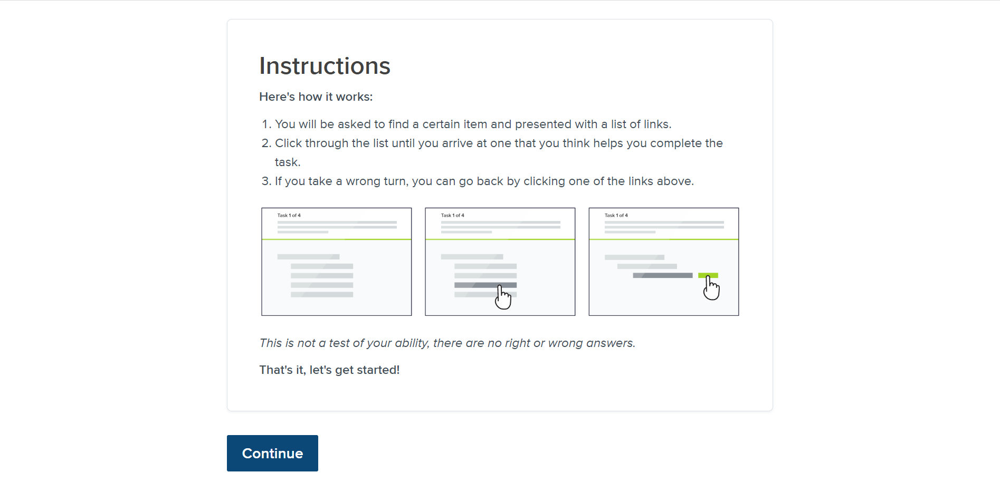 Instructions
Here's how it works:
1. You will be asked to find a certain item and presented with a list of links.
2. Click through the list until you arrive at one that you think helps you complete the
task.
3. If you take a wrong turn, you can go back by clicking one of the links above.
Task 1 of 4
Task 1 of 4
Task 1 of 4
This is not a test of your ability, there are no right or wrong answers.
That's it, let's get started!
Continue